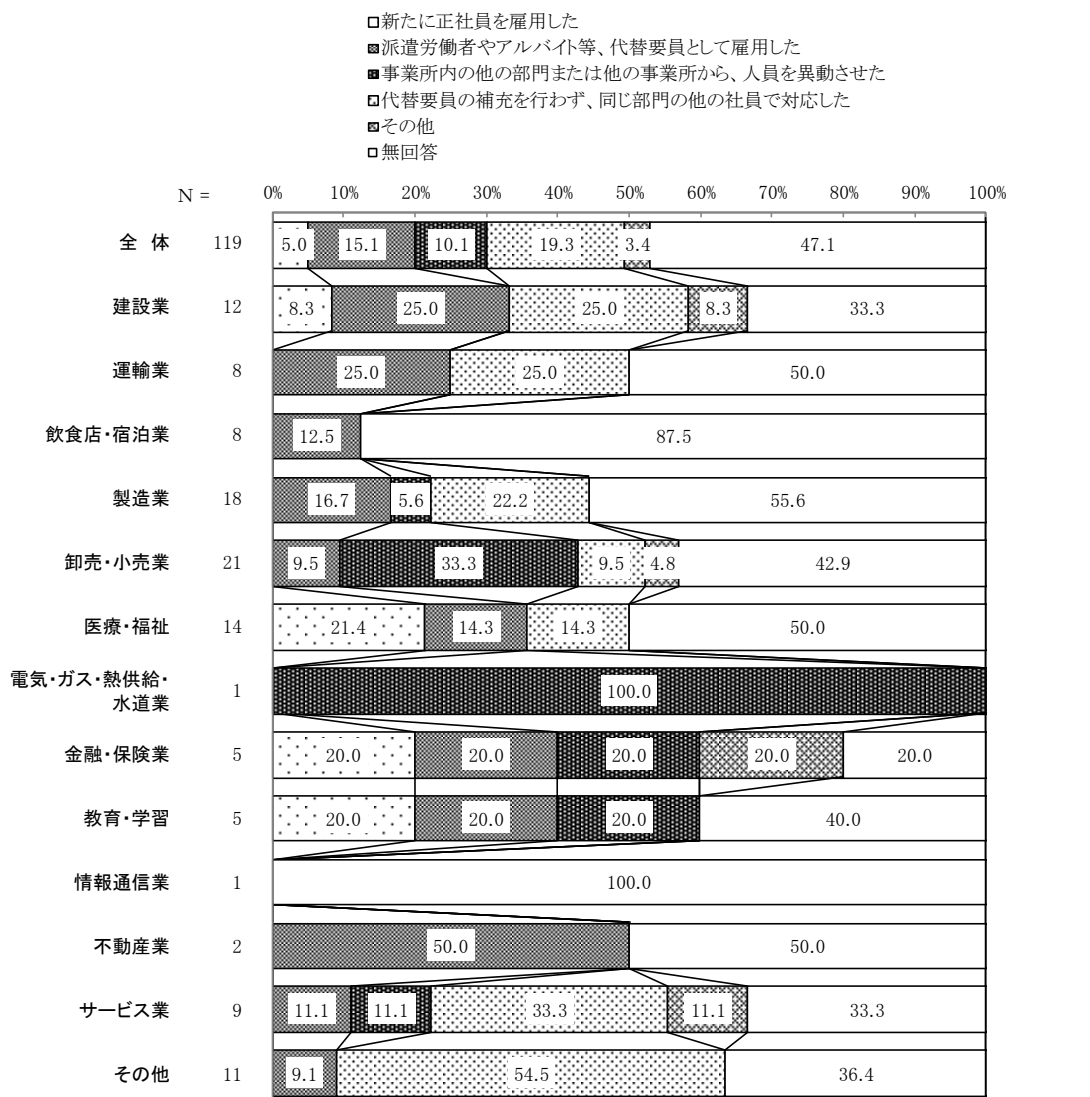 新たに正社員を雇用した
派遣労働者やアルバイト等、代替要員として雇用した
事業所内の他の部門または他の事業所から、人員を異動させた
代替要員の補充を行わず、同じ部門の他の社員で対応した
その他
無回答
N = 0% 10% 20% 30% 40% 50% 60% 70% 80% 90% 100%
全 体 119 5.0 15.1 10.1 19.3 3.4 47.1
建設業 12 8.3 25.0 25.0 8.3 33.3
運輸業 8 25.0 25.0 50.0
飲食店・宿泊業 8 12.5 87.5
製造業 18 16.7 5.6 22.2 55.6
卸売・小売業 21 9.5 33.3 9.5 4.8 42.9
医療・福祉 14 21.4 14.3 14.3 50.0
電気・ガス・熱供給・
水道業 1 100.0
金融・保険業 5 20.0 20.0 20.0 20.0 20.0
教育・学習 5 20.0 20.0 20.0 40.0
情報通信業 1 100.0
不動産業 2 50.0 50.0
サービス業 9 11.1 11.1 33.3 11.1 33.3
その他 11 9.1 54.5 36.4